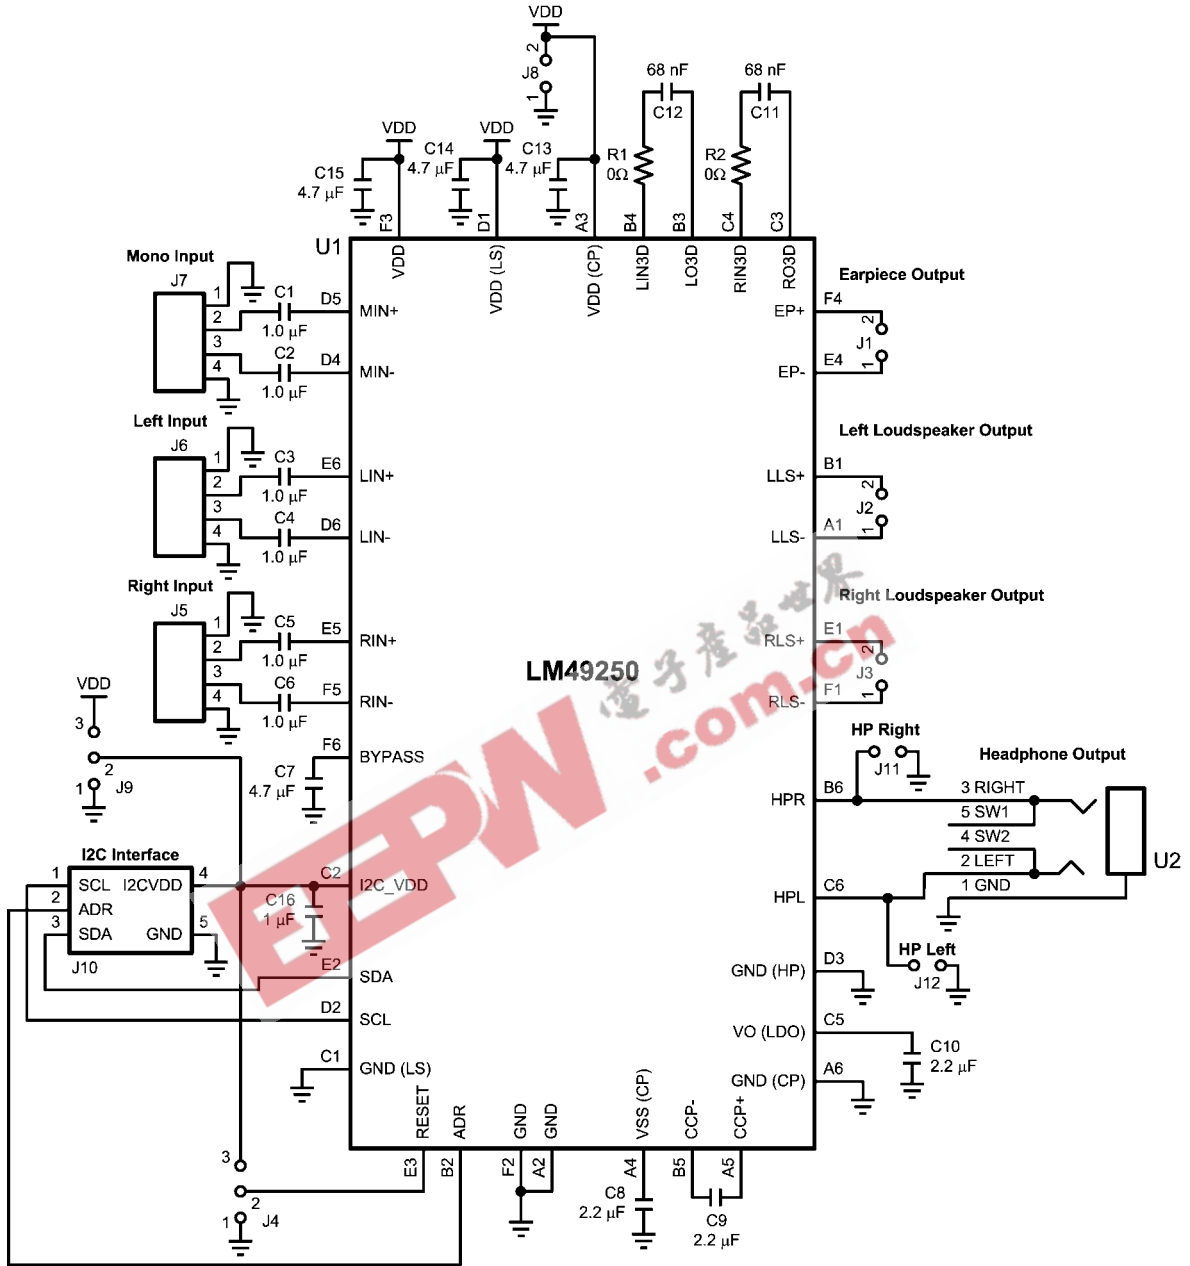 VDD
2
J8
1
68 nF
C12
68 nF
C11
VDD
VDD
C15
4.7 µF
C14
4.7 µF
C13
4.7 µF
R1
0Ω
R2
0Ω
F3
D1
A3
B4
B3
C4
C3
U1
VDD
VDD (LS)
VDD (CP)
LIN3D
LO3D
RIN3D
RO3D
Mono Input
J7
1
2
3
4
C1
1.0 µF
C2
1.0 µF
D5
MIN+
D4
MIN-
Left Input
J6
1
2
3
4
C3
1.0 µF
C4
1.0 µF
E6
LIN+
D6
LIN-
Right Input
J5
1
2
3
4
C5
1.0 µF
C6
1.0 µF
E5
RIN+
F5
RIN-
VDD
3
2
1
J9
F6
BYPASS
C7
4.7 µF
I2C Interface
1
SCL
I2CVDD
4
2
ADR
3
SDA
GND
5
J10
C2
I2C_VDD
C16
1 µF
E2
SDA
D2
SCL
C1
GND (LS)
LM49250
Earpiece Output
EP+
F4
2
J1
1
EP-
E4
Left Loudspeaker Output
LLS+
B1
2
J2
1
LLS-
A1
Right Loudspeaker Output
RLS+
E1
2
J3
1
RLS-
F1
電子產品世界
EEPW
.com.cn
HP Right
J11
Headphone Output
HPR
B6
3 RIGHT
5 SW1
4 SW2
2 LEFT
1 GND
U2
HPL
C6
HP Left
J12
GND (HP)
D3
VO (LDO)
C5
C10
2.2 µF
GND (CP)
A6
RESET
ADR
GND
GND
VSS (CP)
CCP-
CCP+
E3
B2
F2
A2
A4
B5
A5
3
2
1
J4
C8
2.2 µF
C9
2.2 µF